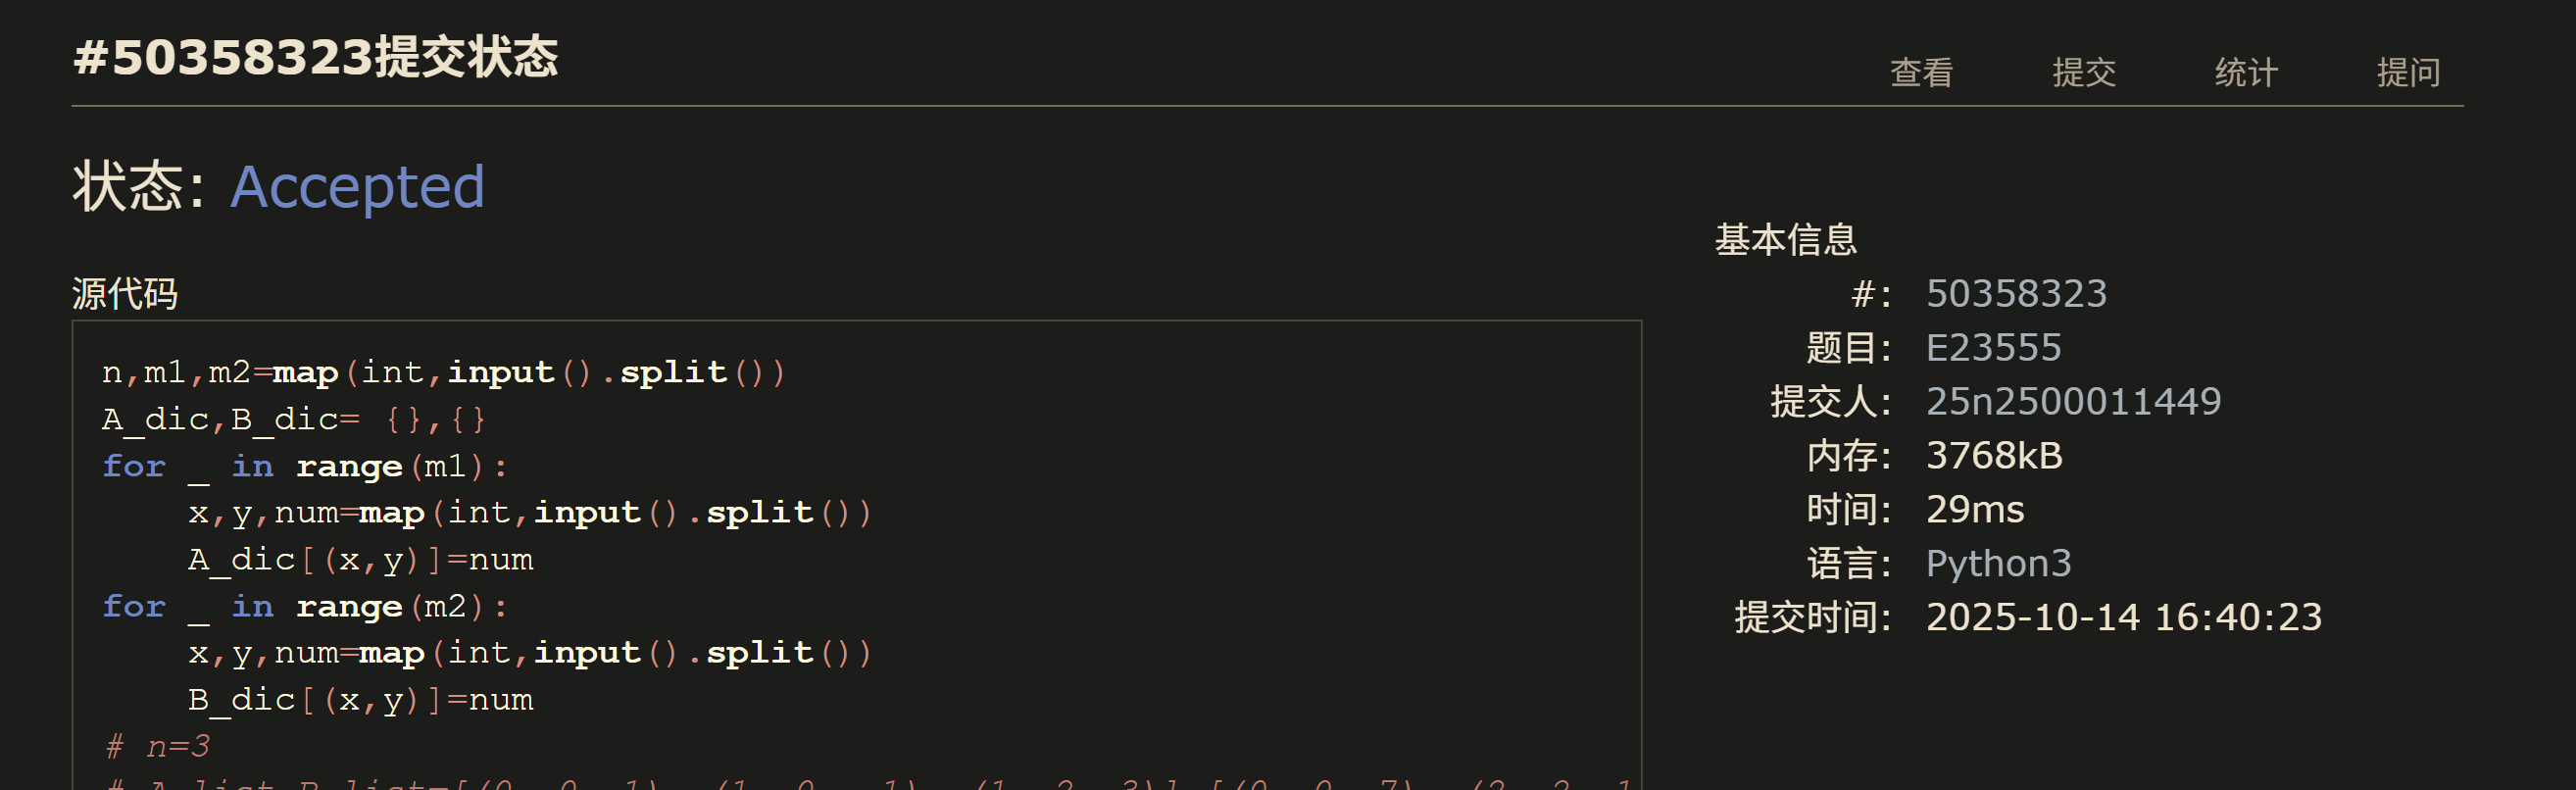 #50358323提交状态
查看 提交 统计 提问
状态: Accepted
源代码
n,m1,m2=map(int,input().split())
A_dic,B_dic= {},{}
for _ in range(m1):
    x,y,num=map(int,input().split())
    A_dic[(x,y)]=num
for _ in range(m2):
    x,y,num=map(int,input().split())
    B_dic[(x,y)]=num
# n=3
基本信息
#: 50358323
题目: E23555
提交人: 25n2500011449
内存: 3768kB
时间: 29ms
语言: Python3
提交时间: 2025-10-14 16:40:23